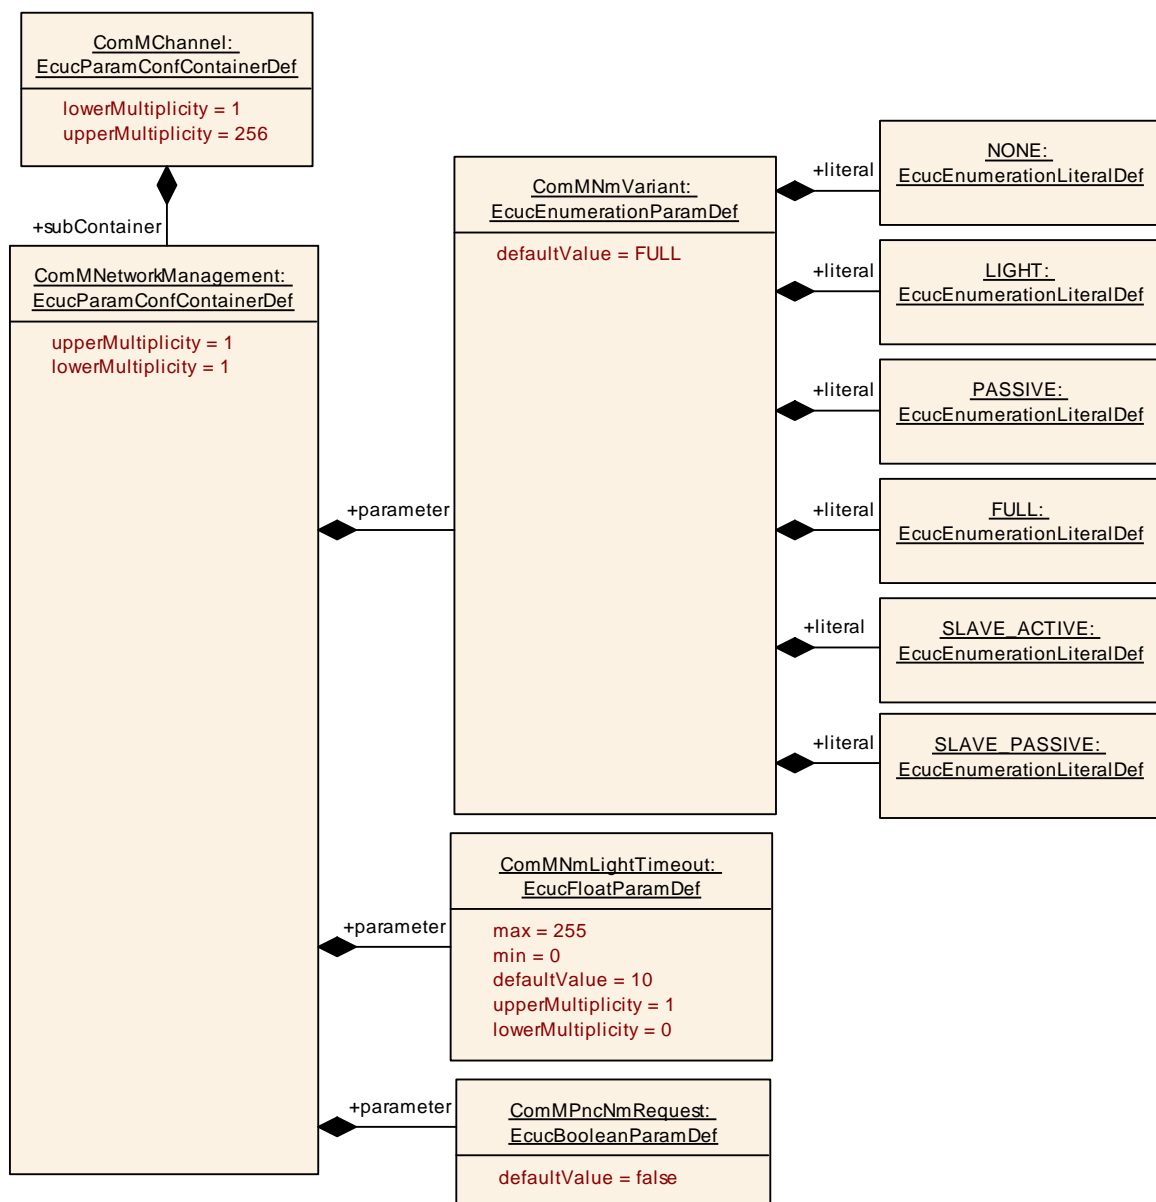 ComMChannel:
EcucParamConfContainerDef
lowerMultiplicity = 1
upperMultiplicity = 256
+subContainer
ComMNetworkManagement:
EcucParamConfContainerDef
upperMultiplicity = 1
lowerMultiplicity = 1
+parameter
ComMNmVariant:
EcucEnumerationParamDef
defaultValue = FULL
+literal
NONE:
EcucEnumerationLiteralDef
+literal
LIGHT:
EcucEnumerationLiteralDef
+literal
PASSIVE:
EcucEnumerationLiteralDef
+literal
FULL:
EcucEnumerationLiteralDef
+literal
SLAVE_ACTIVE:
EcucEnumerationLiteralDef
+literal
SLAVE_PASSIVE:
EcucEnumerationLiteralDef
+parameter
ComMNmLightTimeout:
EcucFloatParamDef
max = 255
min = 0
defaultValue = 10
upperMultiplicity = 1
lowerMultiplicity = 0
+parameter
ComMPncNmRequest:
EcucBooleanParamDef
defaultValue = false